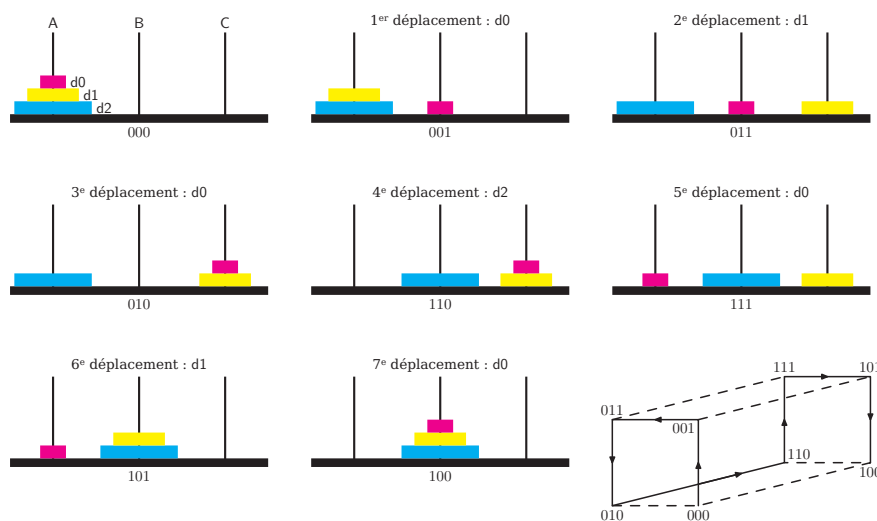 A B C
d0
d1
d2
000
1er déplacement : d0
001
2e déplacement : d1
011
3e déplacement : d0
010
4e déplacement : d2
110
5e déplacement : d0
111
6e déplacement : d1
101
7e déplacement : d0
100
111 101
011
001
110
100
010 000